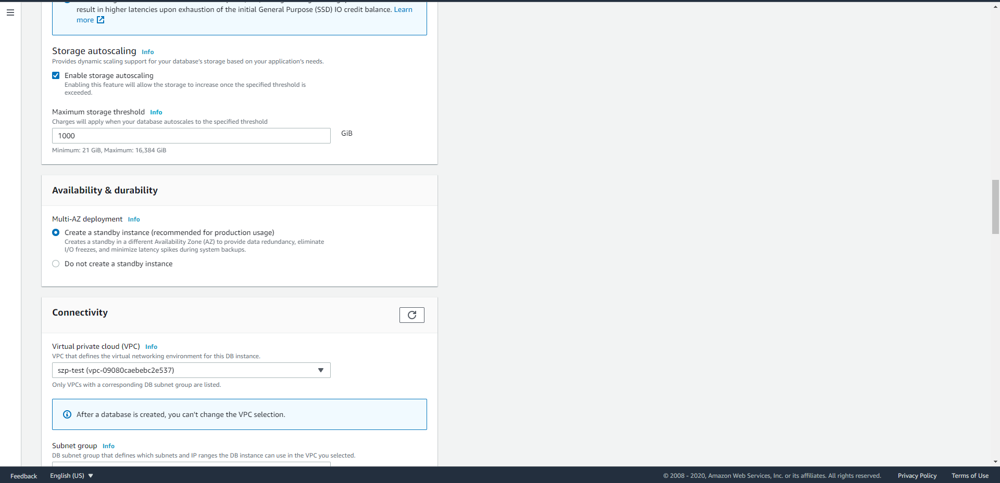 result in higher latencies upon exhaustion of the initial General Purpose (SSD) IO credit balance. Learn
more
Storage autoscaling Info
Provides dynamic scaling support for your database's storage based on your application's needs.
Enable storage autoscaling
Enabling this feature will allow the storage to increase once the specified threshold is
exceeded.
Maximum storage threshold Info
Charges will apply when your database autoscales to the specified threshold
1000
GiB
Minimum: 21 GiB, Maximum: 16,384 GiB
Availability & durability
Multi-AZ deployment Info
Create a standby instance (recommended for production usage)
Creates a standby in a different Availability Zone (AZ) to provide data redundancy, eliminate
I/O freezes, and minimize latency spikes during system backups.
Do not create a standby instance
Connectivity
Virtual private cloud (VPC) Info
VPC that defines the virtual networking environment for this DB instance.
szp-test (vpc-09080caebebc2e537)
Only VPCs with a corresponding DB subnet group are listed.
After a database is created, you can't change the VPC selection.
Subnet group Info
DB subnet group that defines which subnets and IP ranges the DB instance can use in the VPC you selected.
Feedback English (US) © 2008 - 2020, Amazon Web Services, Inc. or its affiliates. All rights reserved. Privacy Policy Terms of Use